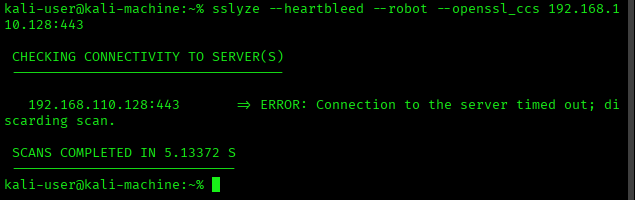 kali-user@kali-machine:~% sslyze --heartbleed --robot --openssl_ccs 192.168.1
10.128:443
CHECKING CONNECTIVITY TO SERVER(S)
----------------------------------
192.168.110.128:443       => ERROR: Connection to the server timed out; di
scarding scan.
SCANS COMPLETED IN 5.13372 S
----------------------------
kali-user@kali-machine:~%